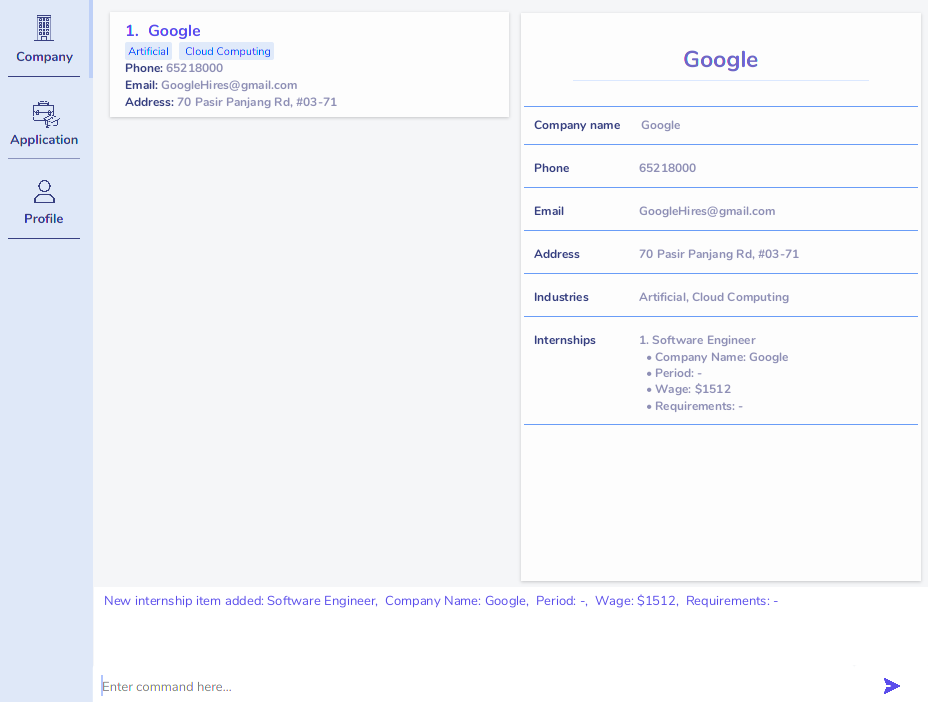 Company
Application
Profile
1. Google
Artificial Cloud Computing
Phone: 65218000
Email: GoogleHires@gmail.com
Address: 70 Pasir Panjang Rd, #03-71
Google
Company name Google
Phone 65218000
Email GoogleHires@gmail.com
Address 70 Pasir Panjang Rd, #03-71
Industries Artificial, Cloud Computing
Internships 1. Software Engineer
• Company Name: Google
• Period: -
• Wage: $1512
• Requirements: -
New internship item added: Software Engineer, Company Name: Google, Period: -, Wage: $1512, Requirements: -
Enter command here...